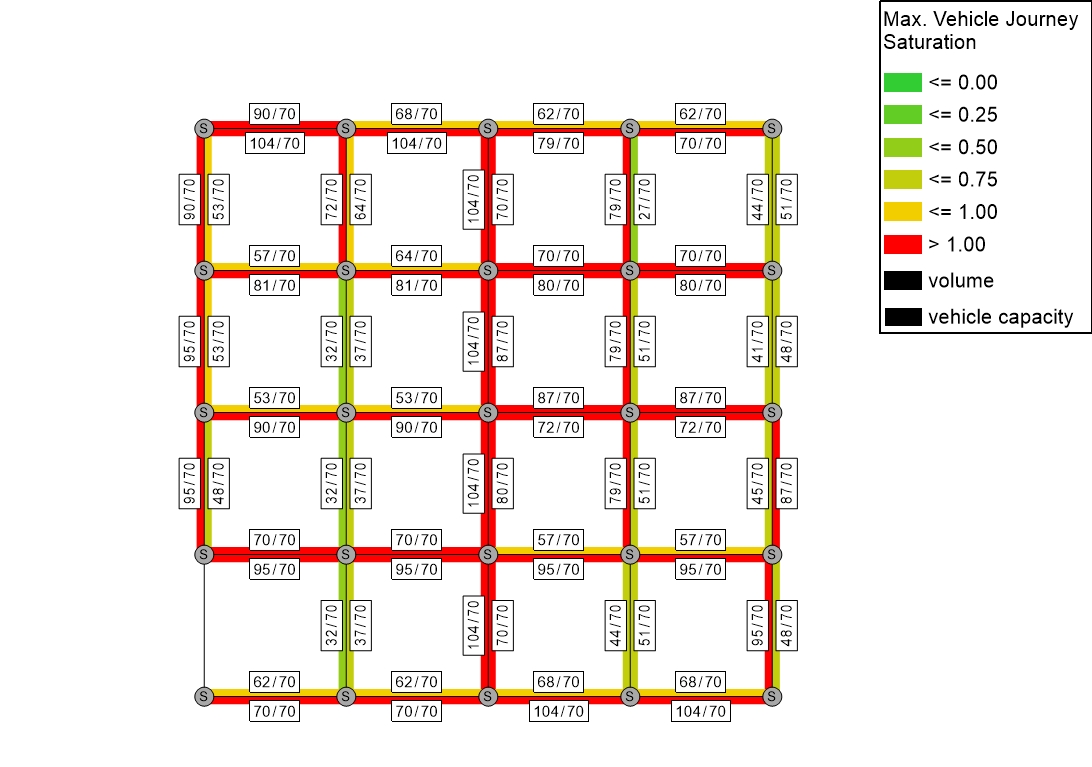 Max. Vehicle Journey
Saturation
<= 0.00
<= 0.25
<= 0.50
<= 0.75
<= 1.00
> 1.00
volume
vehicle capacity
90/70 68/70 62/70 62/70
S S S S S
104/70 104/70 79/70 70/70
90/70 53/70 72/70 64/70 104/70 70/70 79/70 27/70 44/70 51/70
57/70 64/70 70/70 70/70
S S S S S
81/70 81/70 80/70 80/70
95/70 53/70 32/70 37/70 104/70 87/70 79/70 51/70 41/70 48/70
53/70 53/70 87/70 87/70
S S S S S
90/70 90/70 72/70 72/70
95/70 48/70 32/70 37/70 104/70 80/70 79/70 51/70 45/70 87/70
70/70 70/70 57/70 57/70
S S S S S
95/70 95/70 95/70 95/70
32/70 37/70 104/70 70/70 44/70 51/70 95/70 48/70
62/70 62/70 68/70 68/70
S S S S S
70/70 70/70 104/70 104/70